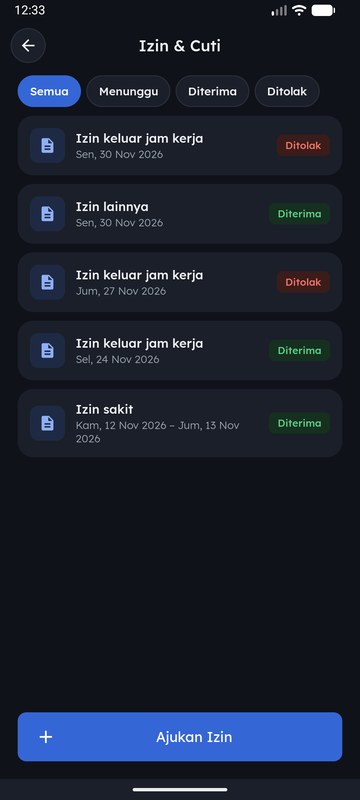 12:33
Izin & Cuti
Semua
Menunggu
Diterima
Ditolak
Izin keluar jam kerja
Sen, 30 Nov 2026
Ditolak
Izin lainnya
Sen, 30 Nov 2026
Diterima
Izin keluar jam kerja
Jum, 27 Nov 2026
Ditolak
Izin keluar jam kerja
Sel, 24 Nov 2026
Diterima
Izin sakit
Kam, 12 Nov 2026 – Jum, 13 Nov
2026
Diterima
Ajukan Izin